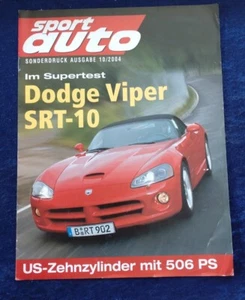 sport
auto
SONDERDRUCK AUSGABE 10/2004
Im Supertest
Dodge Viper
SRT-10
B RT 902
US-Zehnzylinder mit 506 PS